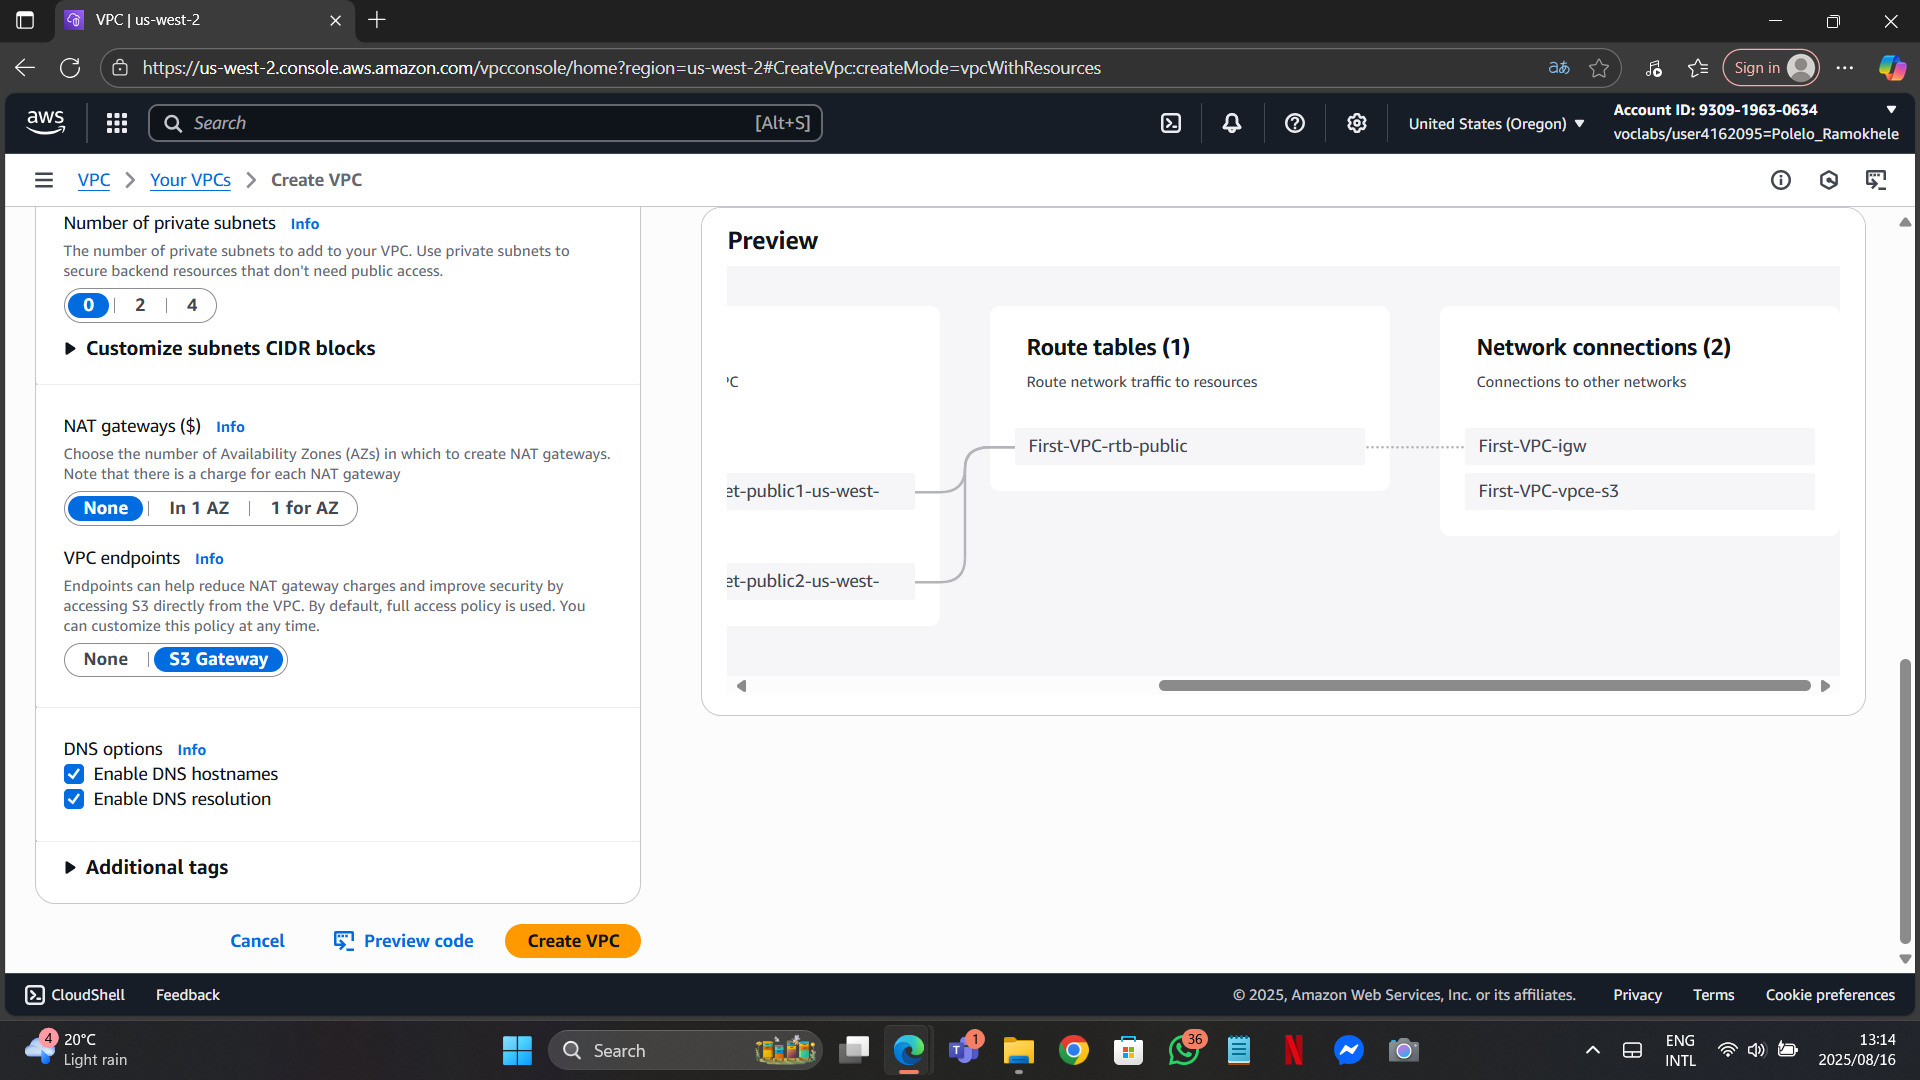 VPC | us-west-2
https://us-west-2.console.aws.amazon.com/vpcconsole/home?region=us-west-2#CreateVpc:createMode=vpcWithResources
aあ
Sign in
aws
Search
[Alt+S]
United States (Oregon)
Account ID: 9309-1963-0634
voclabs/user4162095=Polelo_Ramokhele
VPC
Your VPCs
Create VPC
Number of private subnets Info
The number of private subnets to add to your VPC. Use private subnets to
secure backend resources that don't need public access.
0 2 4
Customize subnets CIDR blocks
NAT gateways ($) Info
Choose the number of Availability Zones (AZs) in which to create NAT gateways.
Note that there is a charge for each NAT gateway
None In 1 AZ 1 for AZ
VPC endpoints Info
Endpoints can help reduce NAT gateway charges and improve security by
accessing S3 directly from the VPC. By default, full access policy is used. You
can customize this policy at any time.
None S3 Gateway
DNS options Info
Enable DNS hostnames
Enable DNS resolution
Additional tags
Cancel
Preview code
Create VPC
Preview
PC
et-public1-us-west-
et-public2-us-west-
Route tables (1)
Route network traffic to resources
First-VPC-rtb-public
Network connections (2)
Connections to other networks
First-VPC-igw
First-VPC-vpce-s3
CloudShell
Feedback
© 2025, Amazon Web Services, Inc. or its affiliates.
Privacy
Terms
Cookie preferences
4
20°C
Light rain
Search
1
36
ENG
INTL
13:14
2025/08/16